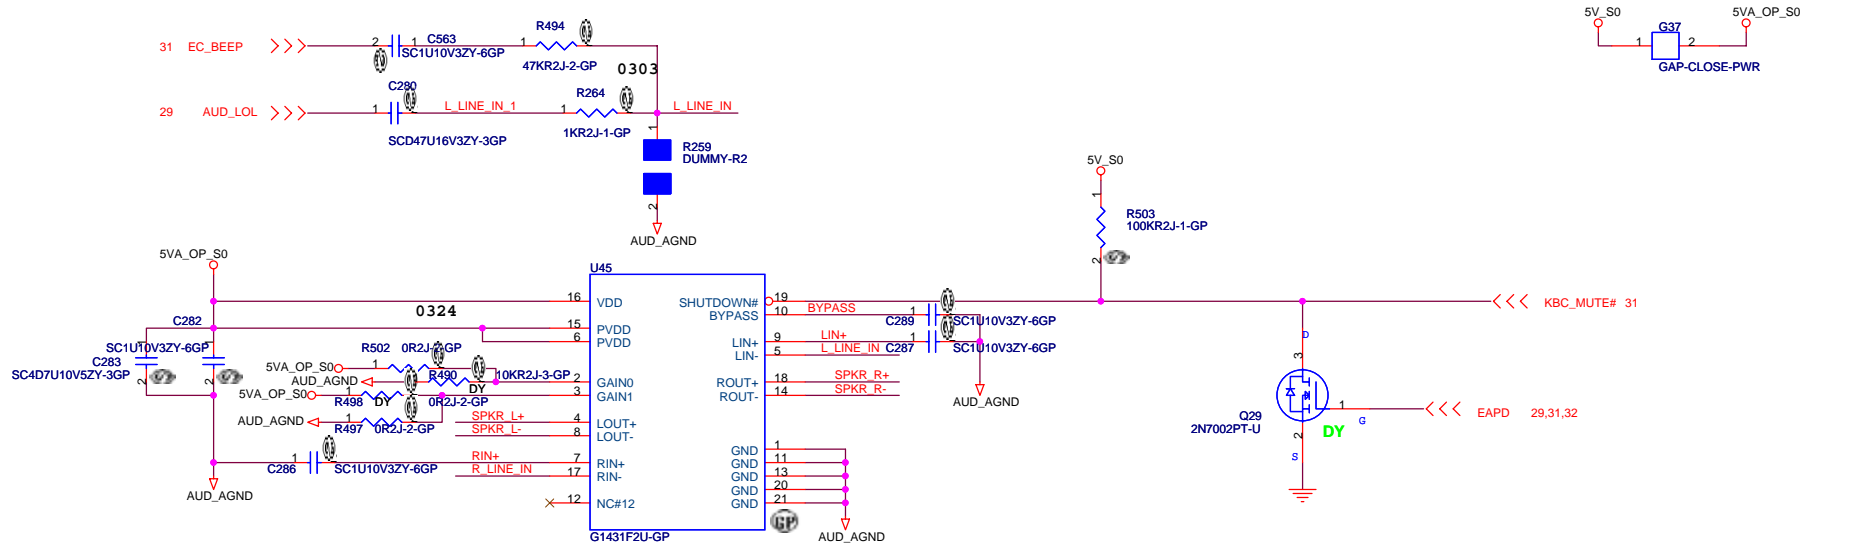 31 EC_BEEP
2
C563
1
SC1U10V3ZY-6GP
R494
1
47KR2J-2-GP
0303
29 AUD_LOL
C280
1
SCD47U16V3ZY-3GP
L_LINE_IN_1
R264
1
1KR2J-1-GP
L_LINE_IN
1
R259
DUMMY-R2
2
AUD_AGND
5V_S0
G37
1
2
GAP-CLOSE-PWR
5VA_OP_S0
5V_S0
1
R503
100KR2J-1-GP
2
KBC_MUTE# 31
D
3
Q29
2N7002PT-U
DY
1
G
2
S
EAPD 29,31,32
5VA_OP_S0
0324
C282
SC1U10V3ZY-6GP
C283
SC4D7U10V5ZY-3GP
1
2
2
AUD_AGND
R502
1
5VA_OP_S0
AUD_AGND
R490
10KR2J-3-GP
DY
5VA_OP_S0
1
R498
DY
0R2J-2-GP
AUD_AGND
1
R497
0R2J-2-GP
SPKR_L+
SPKR_L-
C286
1
SC1U10V3ZY-6GP
RIN+
R_LINE_IN
U45
16 VDD
15 PVDD
6 PVDD
2 GAIN0
3 GAIN1
4 LOUT+
8 LOUT-
7 RIN+
17 RIN-
12 NC#12
SHUTDOWN# 19
BYPASS 10
LIN+ 9
LIN- 5
ROUT+ 18
ROUT- 14
GND 1
GND 11
GND 13
GND 20
GND 21
G1431F2U-GP
GP
BYPASS
C289
1
SC1U10V3ZY-6GP
LIN+
L_LINE_IN
C287
1
SC1U10V3ZY-6GP
SPKR_R+
SPKR_R-
AUD_AGND
AUD_AGND